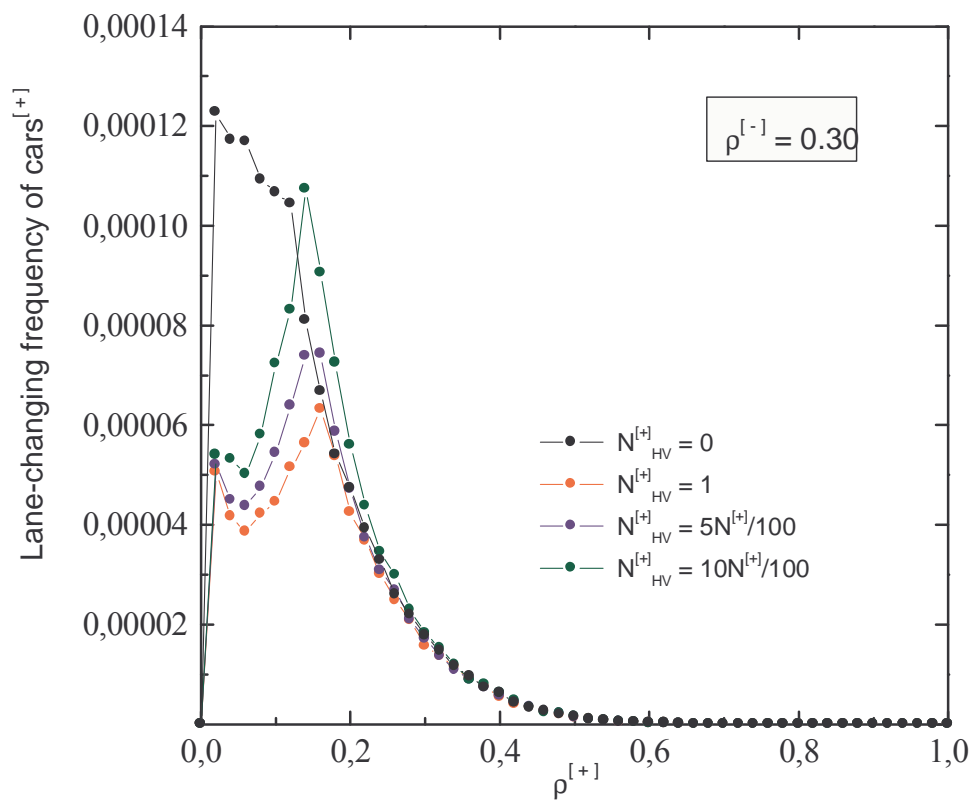 Lane-changing frequency of cars[+]
0,00014
0,00012
0,00010
0,00008
0,00006
0,00004
0,00002
ρ[-] = 0.30
N[+]HV = 0
N[+]HV = 1
N[+]HV = 5N[+]/100
N[+]HV = 10N[+]/100
0,0 0,2 0,4 0,6 0,8 1,0
ρ[+]